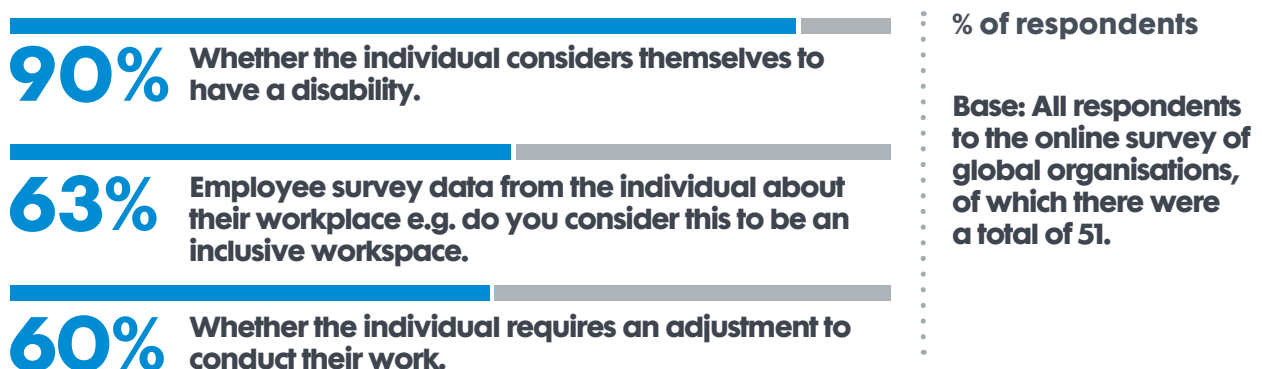 90%
Whether the individual considers themselves to
have a disability.
63%
Employee survey data from the individual about
their workplace e.g. do you consider this to be an
inclusive workspace.
60%
Whether the individual requires an adjustment to
conduct their work.
% of respondents
Base: All respondents
to the online survey of
global organisations,
of which there were
a total of 51.